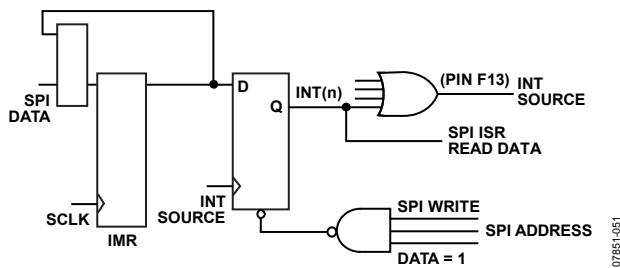 SPI
DATA
SCLK
IMR
D
Q
INT
SOURCE
INT(n)
(PIN F13)
INT
SOURCE
SPI ISR
READ DATA
SPI WRITE
SPI ADDRESS
DATA = 1
07851-051